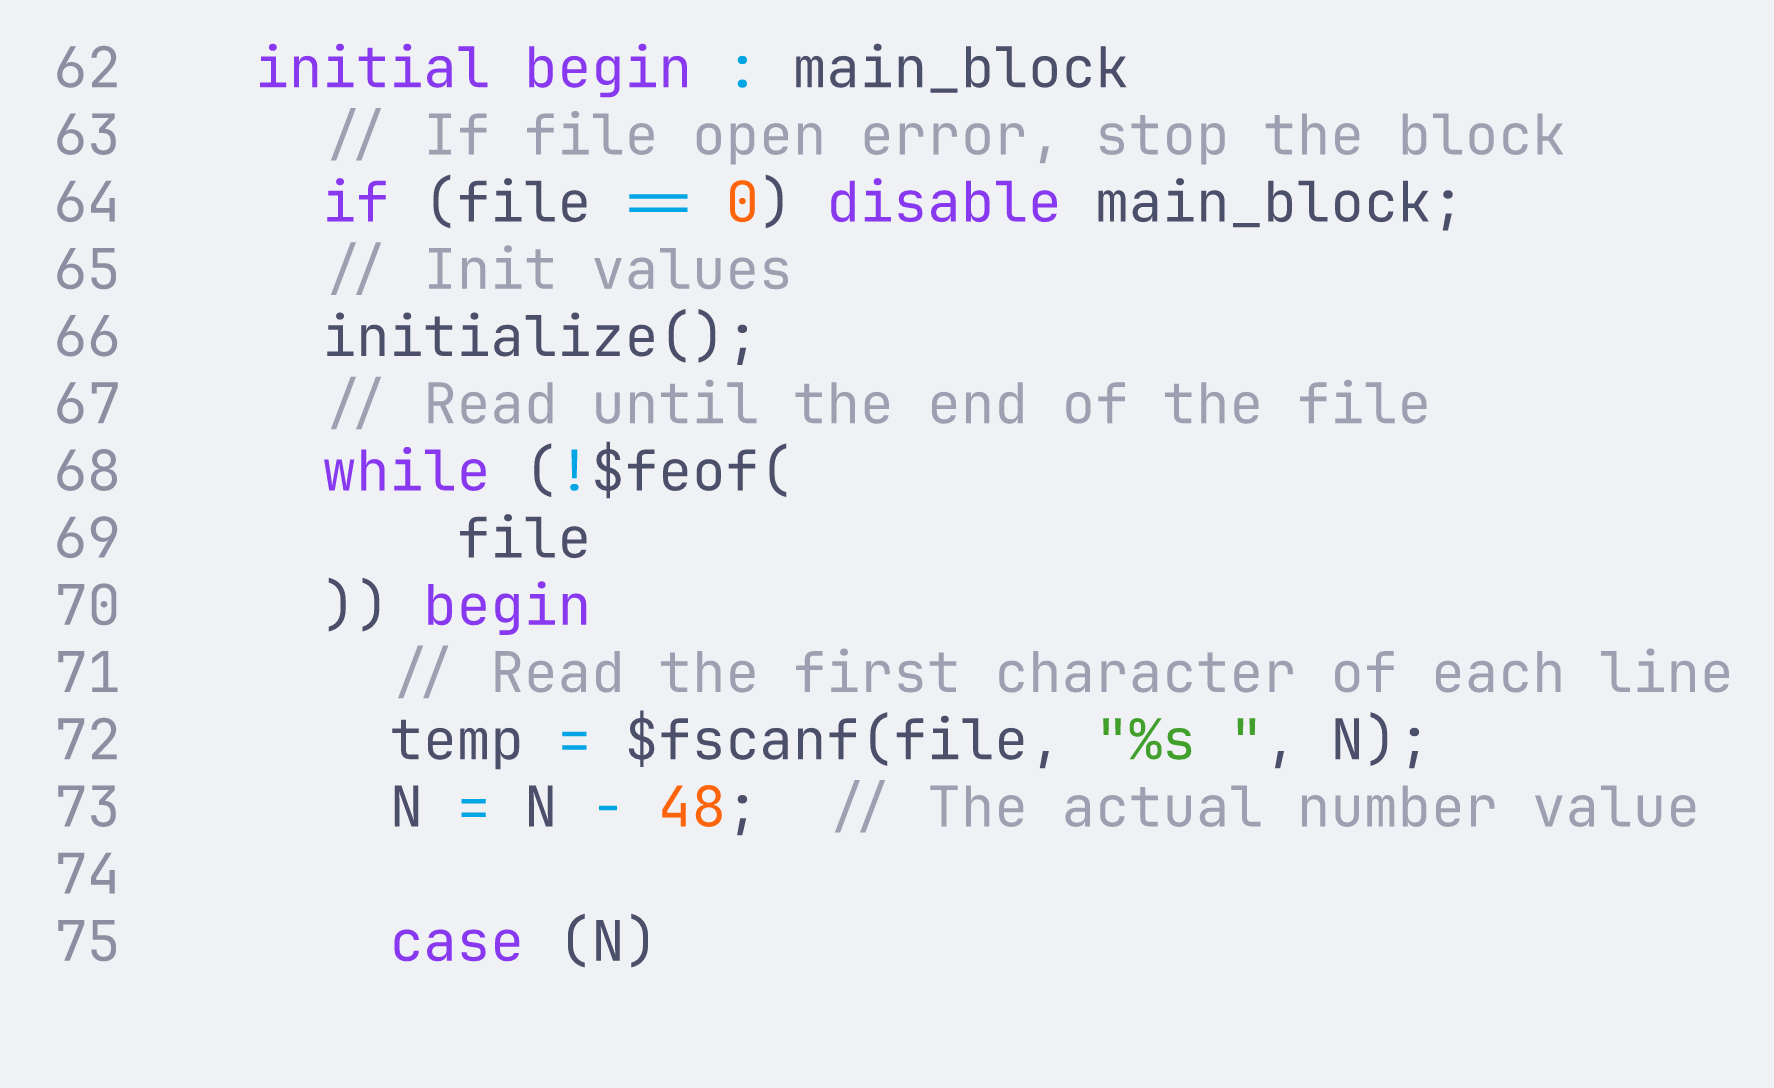 62    initial begin : main_block
63      // If file open error, stop the block
64      if (file == 0) disable main_block;
65      // Init values
66      initialize();
67      // Read until the end of the file
68      while (!$feof(
69          file
70      )) begin
71        // Read the first character of each line
72        temp = $fscanf(file, "%s ", N);
73        N = N - 48;  // The actual number value
74
75        case (N)